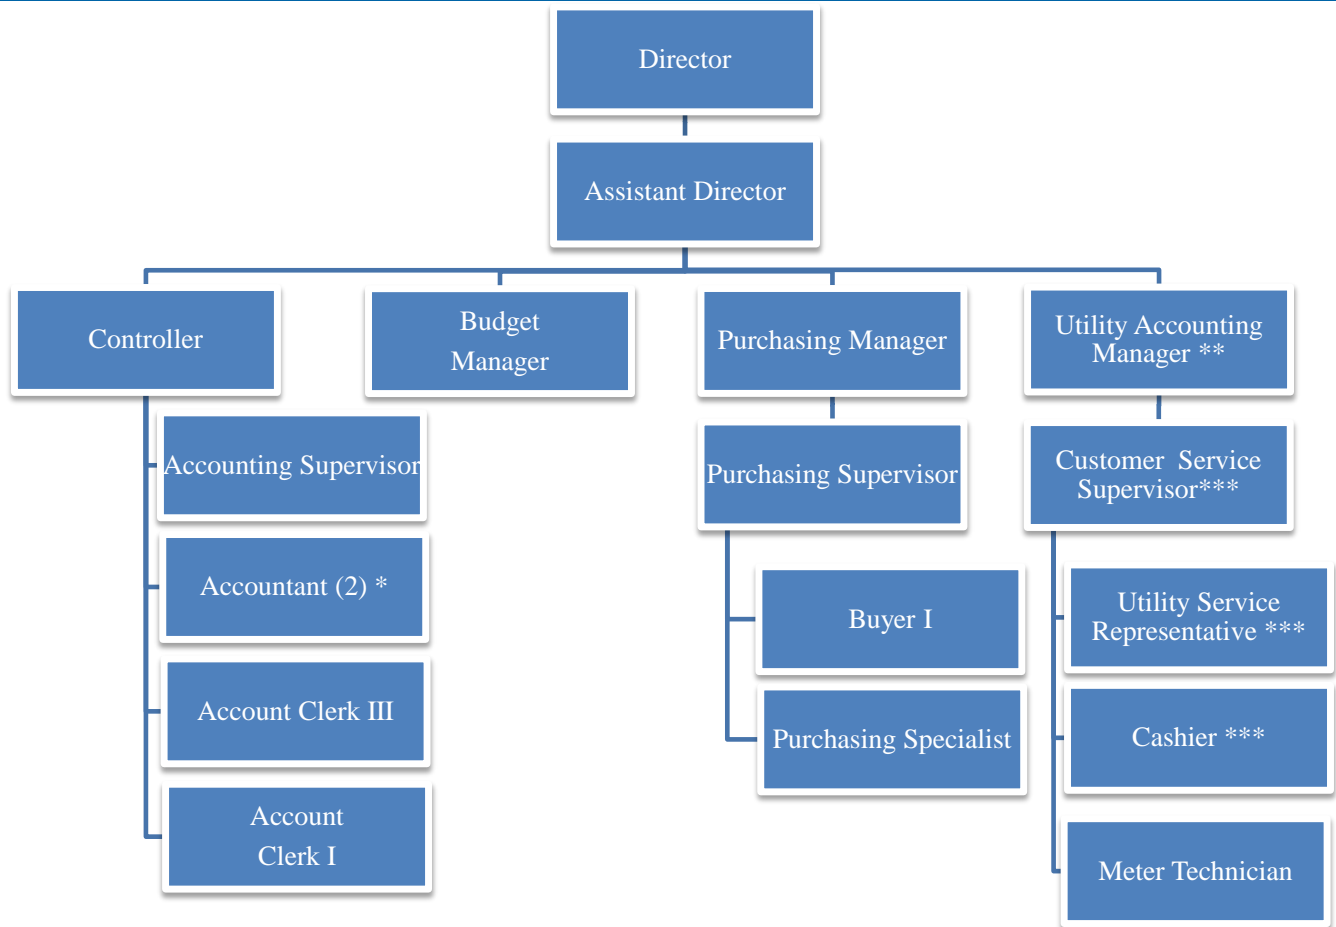 Director
Assistant Director
Controller
Budget
Manager
Purchasing Manager
Utility Accounting
Manager **
Accounting Supervisor
Purchasing Supervisor
Customer Service
Supervisor***
Accountant (2) *
Buyer I
Utility Service
Representative ***
Account Clerk III
Purchasing Specialist
Cashier ***
Account
Clerk I
Meter Technician